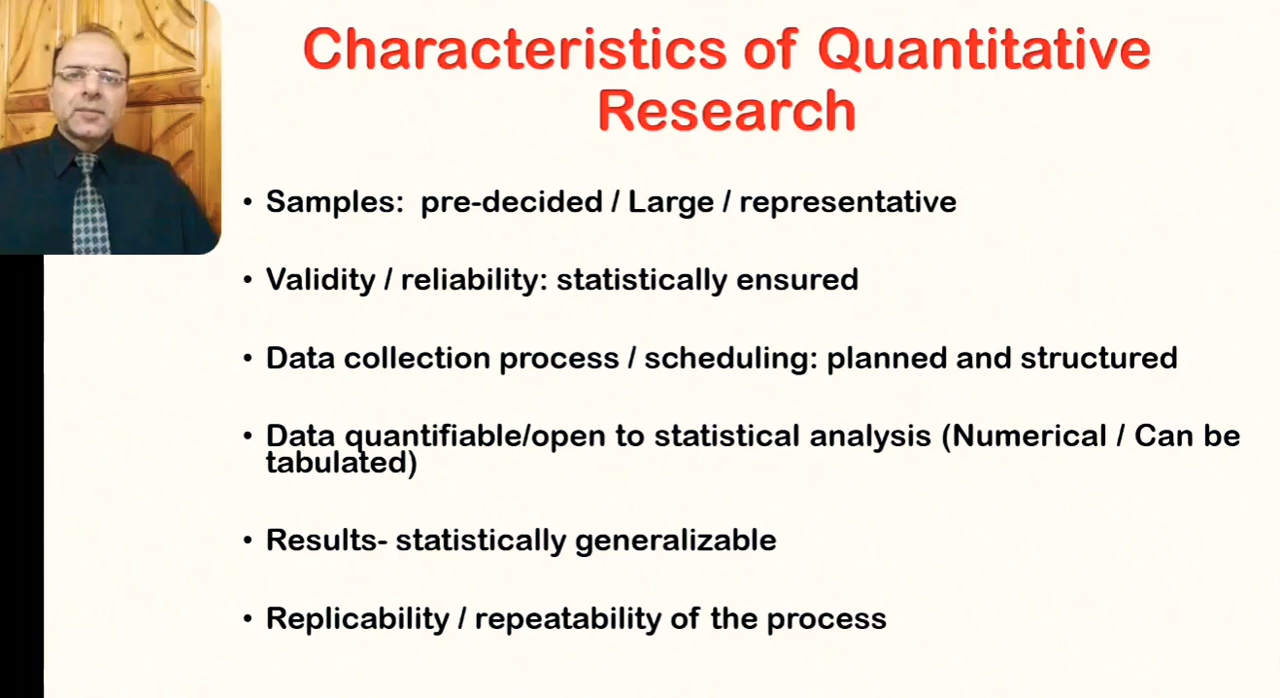 Characteristics of Quantitative
Research
• Samples:  pre-decided / Large / representative
• Validity / reliability: statistically ensured
• Data collection process / scheduling: planned and structured
• Data quantifiable/open to statistical analysis (Numerical / Can be
tabulated)
• Results- statistically generalizable
• Replicability / repeatability of the process